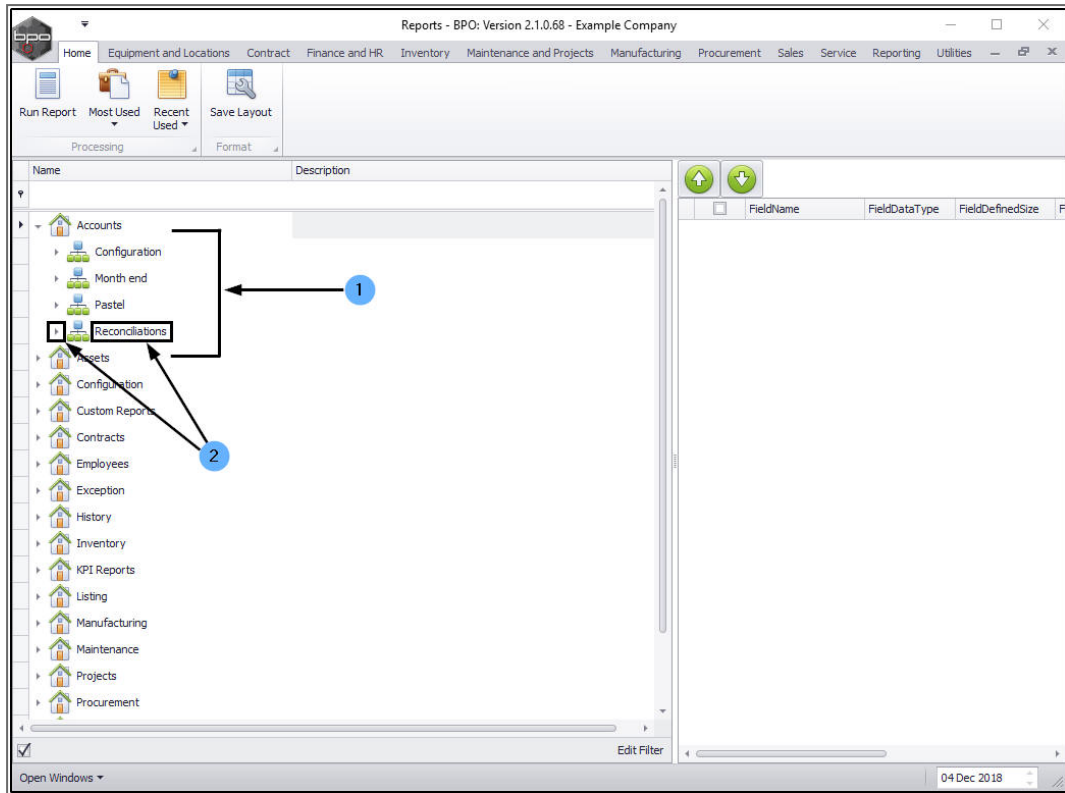 bpo
Reports - BPO: Version 2.1.0.68 - Example Company
Home Equipment and Locations Contract Finance and HR Inventory Maintenance and Projects Manufacturing Procurement Sales Service Reporting Utilities
Run Report Most Used Recent Used Save Layout
Processing Format
Name Description
FieldName FieldDataType FieldDefinedSize F
Accounts
Configuration
Month end
1
Pastel
Reconciliations
Assets
Configuration
Custom Reports
Contracts
2
Employees
Exception
History
Inventory
KPI Reports
Listing
Manufacturing
Maintenance
Projects
Procurement
Edit Filter
Open Windows 04 Dec 2018